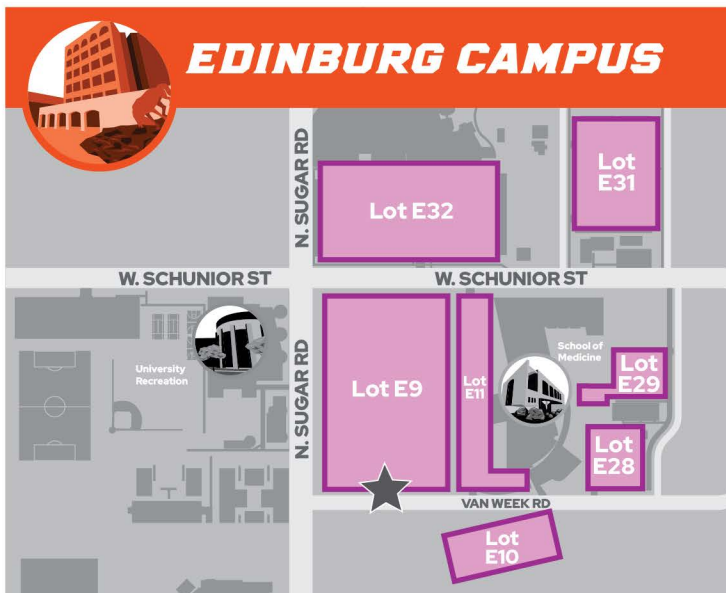 EDINBURG CAMPUS
N. SUGAR RD
Lot
E31
Lot E32
W. SCHUNIOR ST
W. SCHUNIOR ST
University
Recreation
N. SUGAR RD
Lot E9
Lot
E11
School of
Medicine
Lot
E29
Lot
E28
VAN WEEK RD
Lot
E10